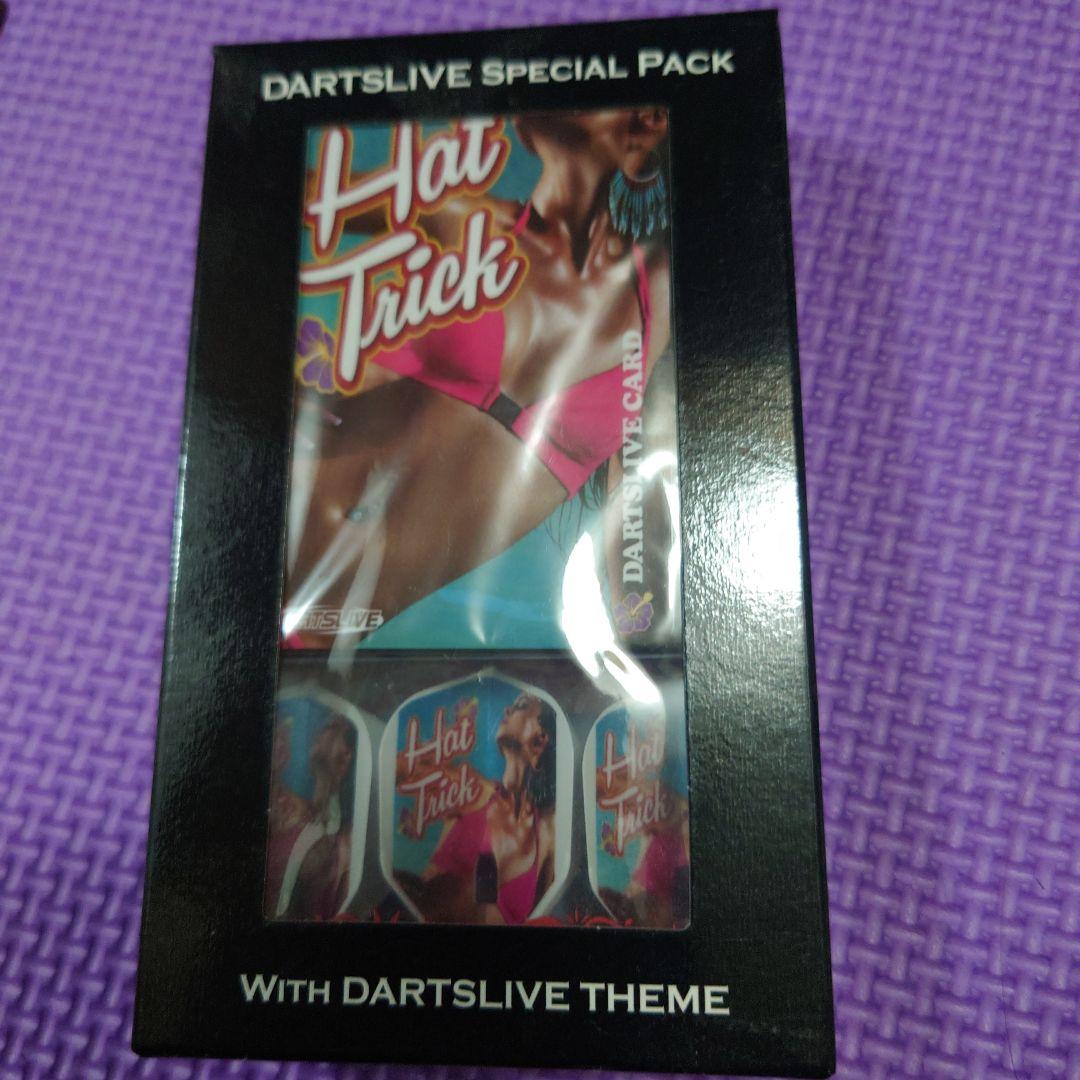 DARTSLIVE SPECIAL PACK
Hat
Trick
DARTSLIVE CARD
Hat
Trick
Hat
Trick
WITH DARTSLIVE THEME